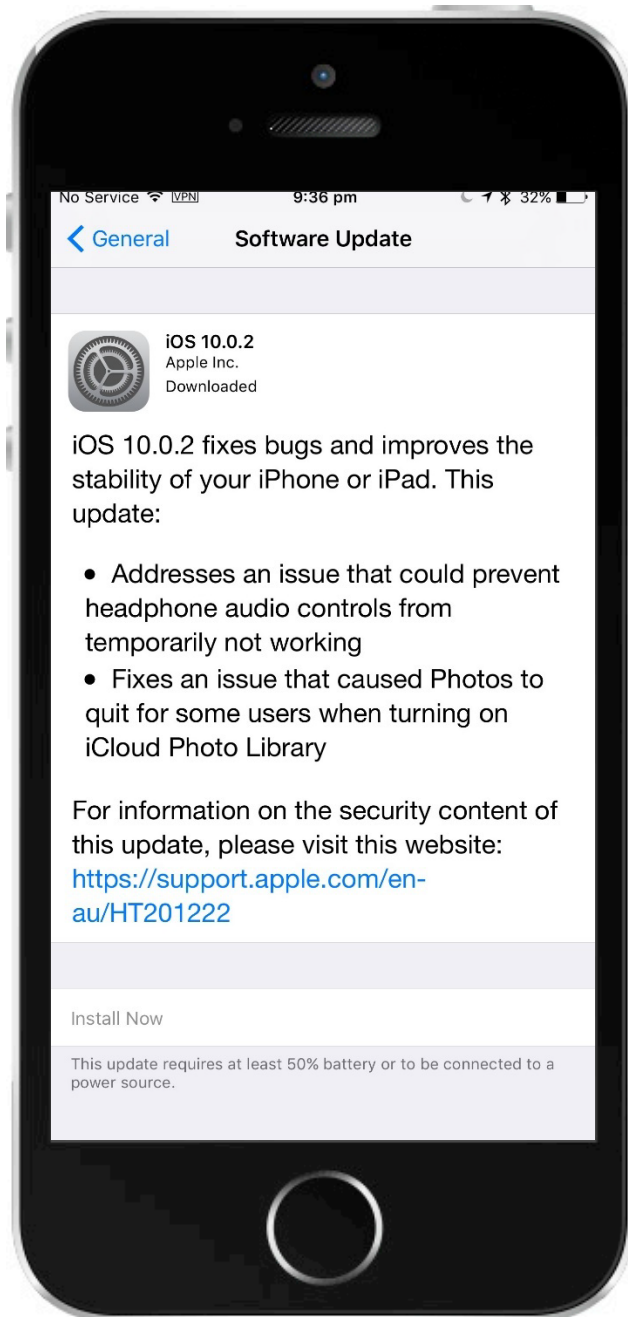 No Service VPN 9:36 pm 32%
General Software Update
iOS 10.0.2
Apple Inc.
Downloaded
iOS 10.0.2 fixes bugs and improves the
stability of your iPhone or iPad. This
update:
• Addresses an issue that could prevent
headphone audio controls from
temporarily not working
• Fixes an issue that caused Photos to
quit for some users when turning on
iCloud Photo Library
For information on the security content of
this update, please visit this website:
https://support.apple.com/en-
au/HT201222
Install Now
This update requires at least 50% battery or to be connected to a
power source.